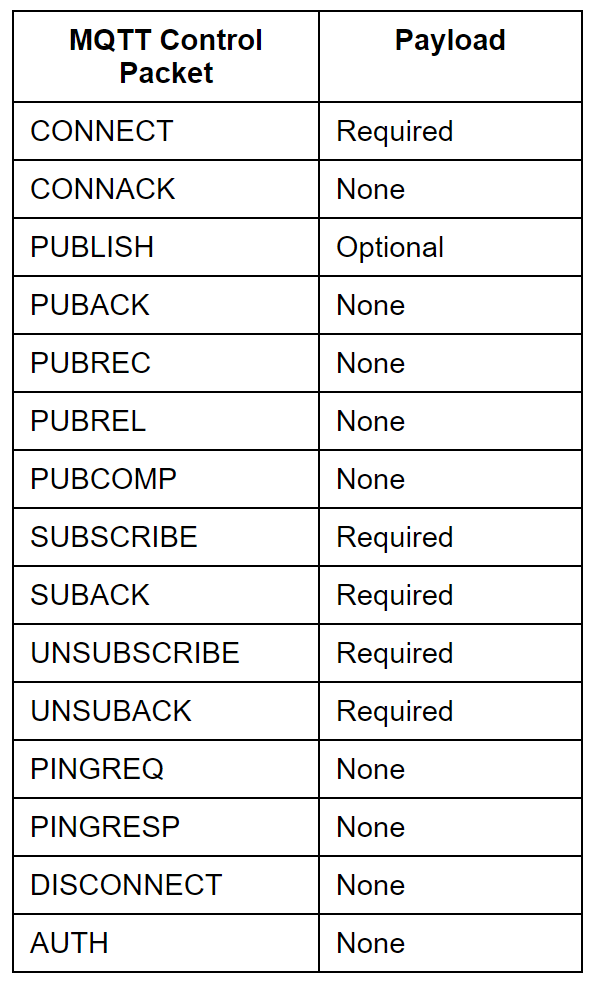 MQTT Control Packet Payload
CONNECT Required
CONNACK None
PUBLISH Optional
PUBACK None
PUBREC None
PUBREL None
PUBCOMP None
SUBSCRIBE Required
SUBACK Required
UNSUBSCRIBE Required
UNSUBACK Required
PINGREQ None
PINGRESP None
DISCONNECT None
AUTH None